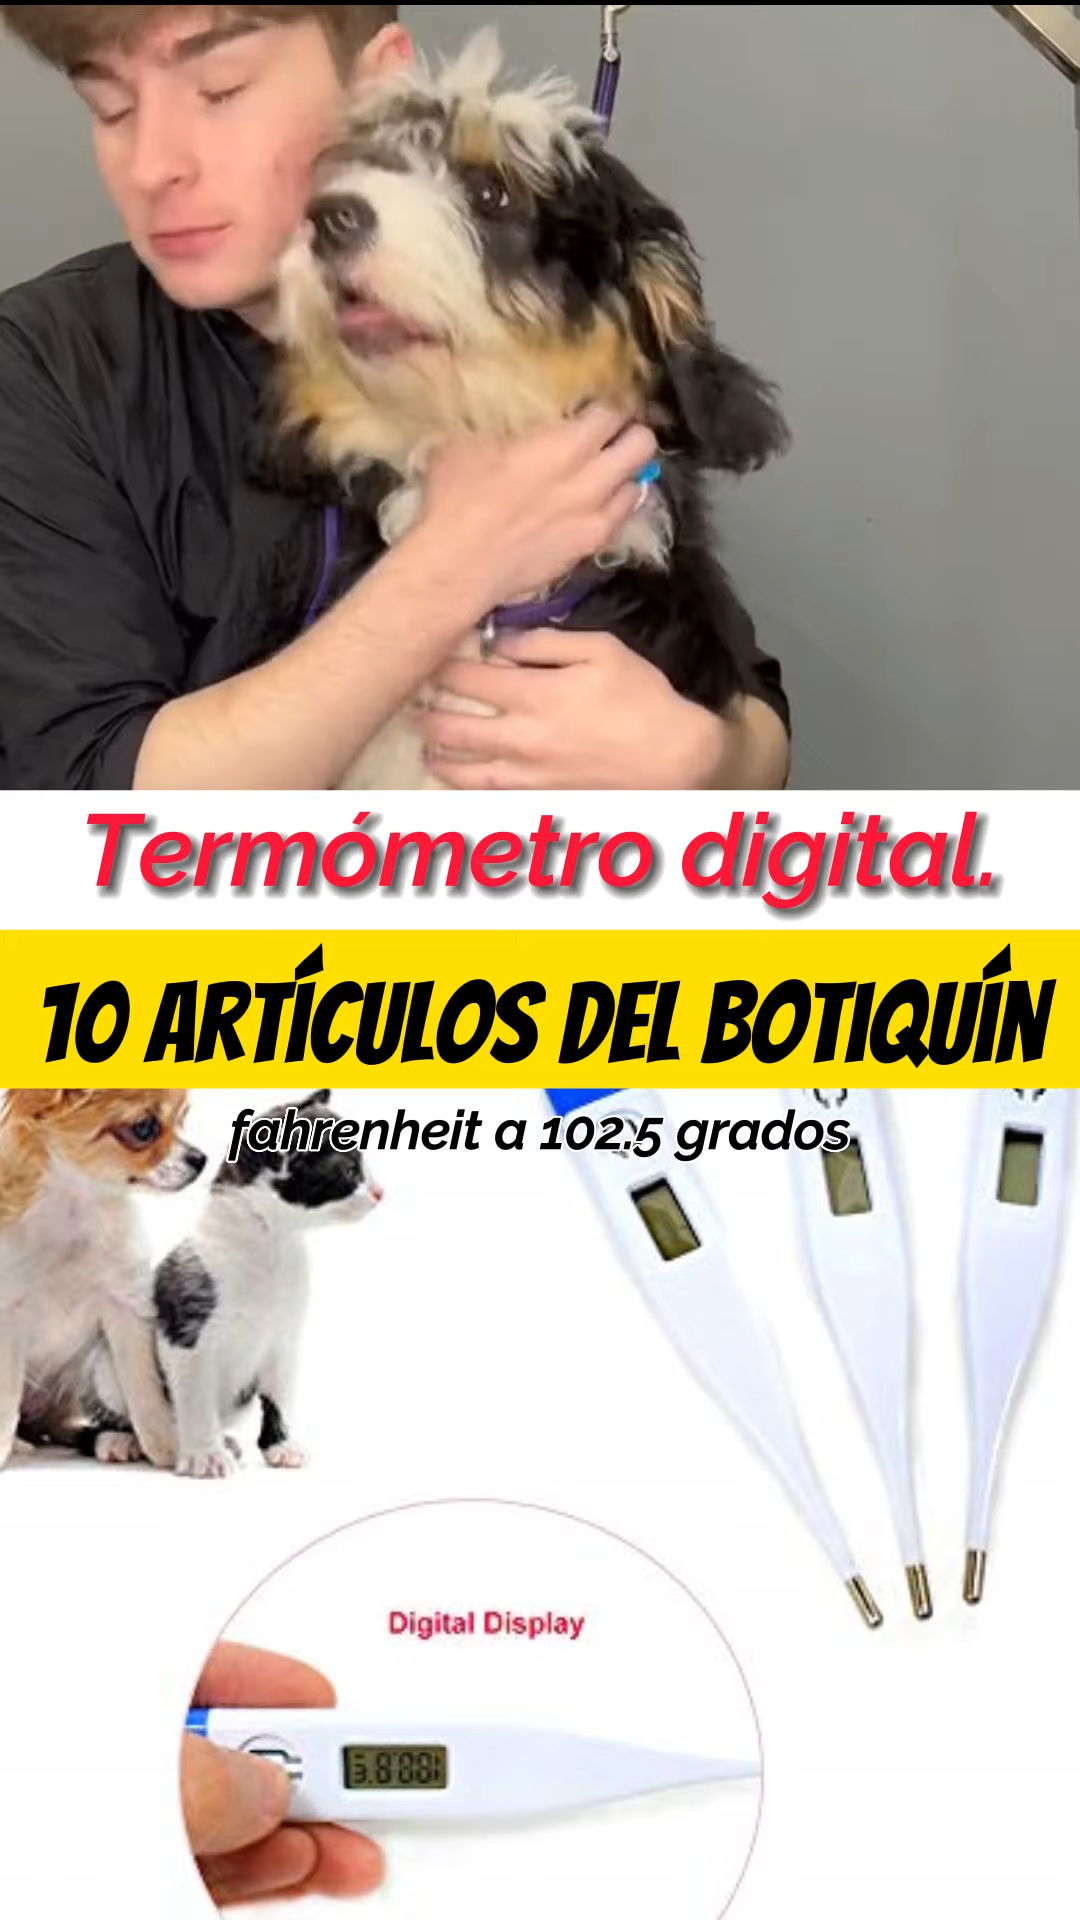 Termómetro digital.
10 ARTÍCULOS DEL BOTIQUÍN
fahrenheit a 102.5 grados
Digital Display